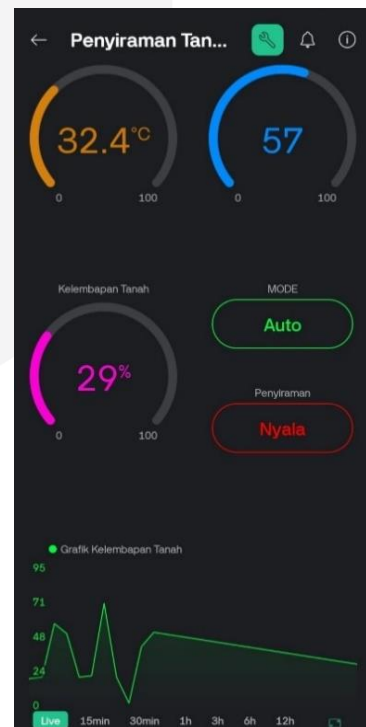 Penyiraman Tan...
32.4°C
57
0 100
0 100
Kelembapan Tanah
MODE
29%
Auto
0 100
Penyiraman
Nyala
Grafik Kelembapan Tanah
95
71
48
24
0
Live 15min 30min 1h 3h 6h 12h